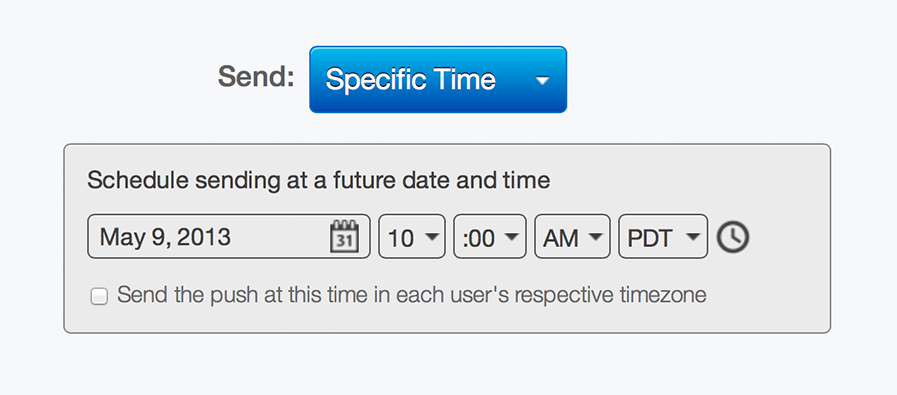 Send: Specific Time
Schedule sending at a future date and time
May 9, 2013 31 10 :00 AM PDT
Send the push at this time in each user's respective timezone